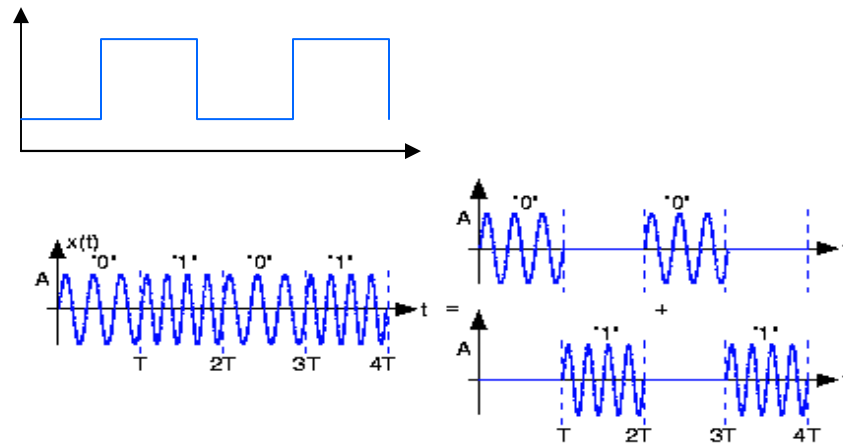 "0" "0"
A
x(t)
"0" "1" "0" "1"
A
t = +
T 2T 3T 4T
"1" "1"
A
T 2T 3T 4T